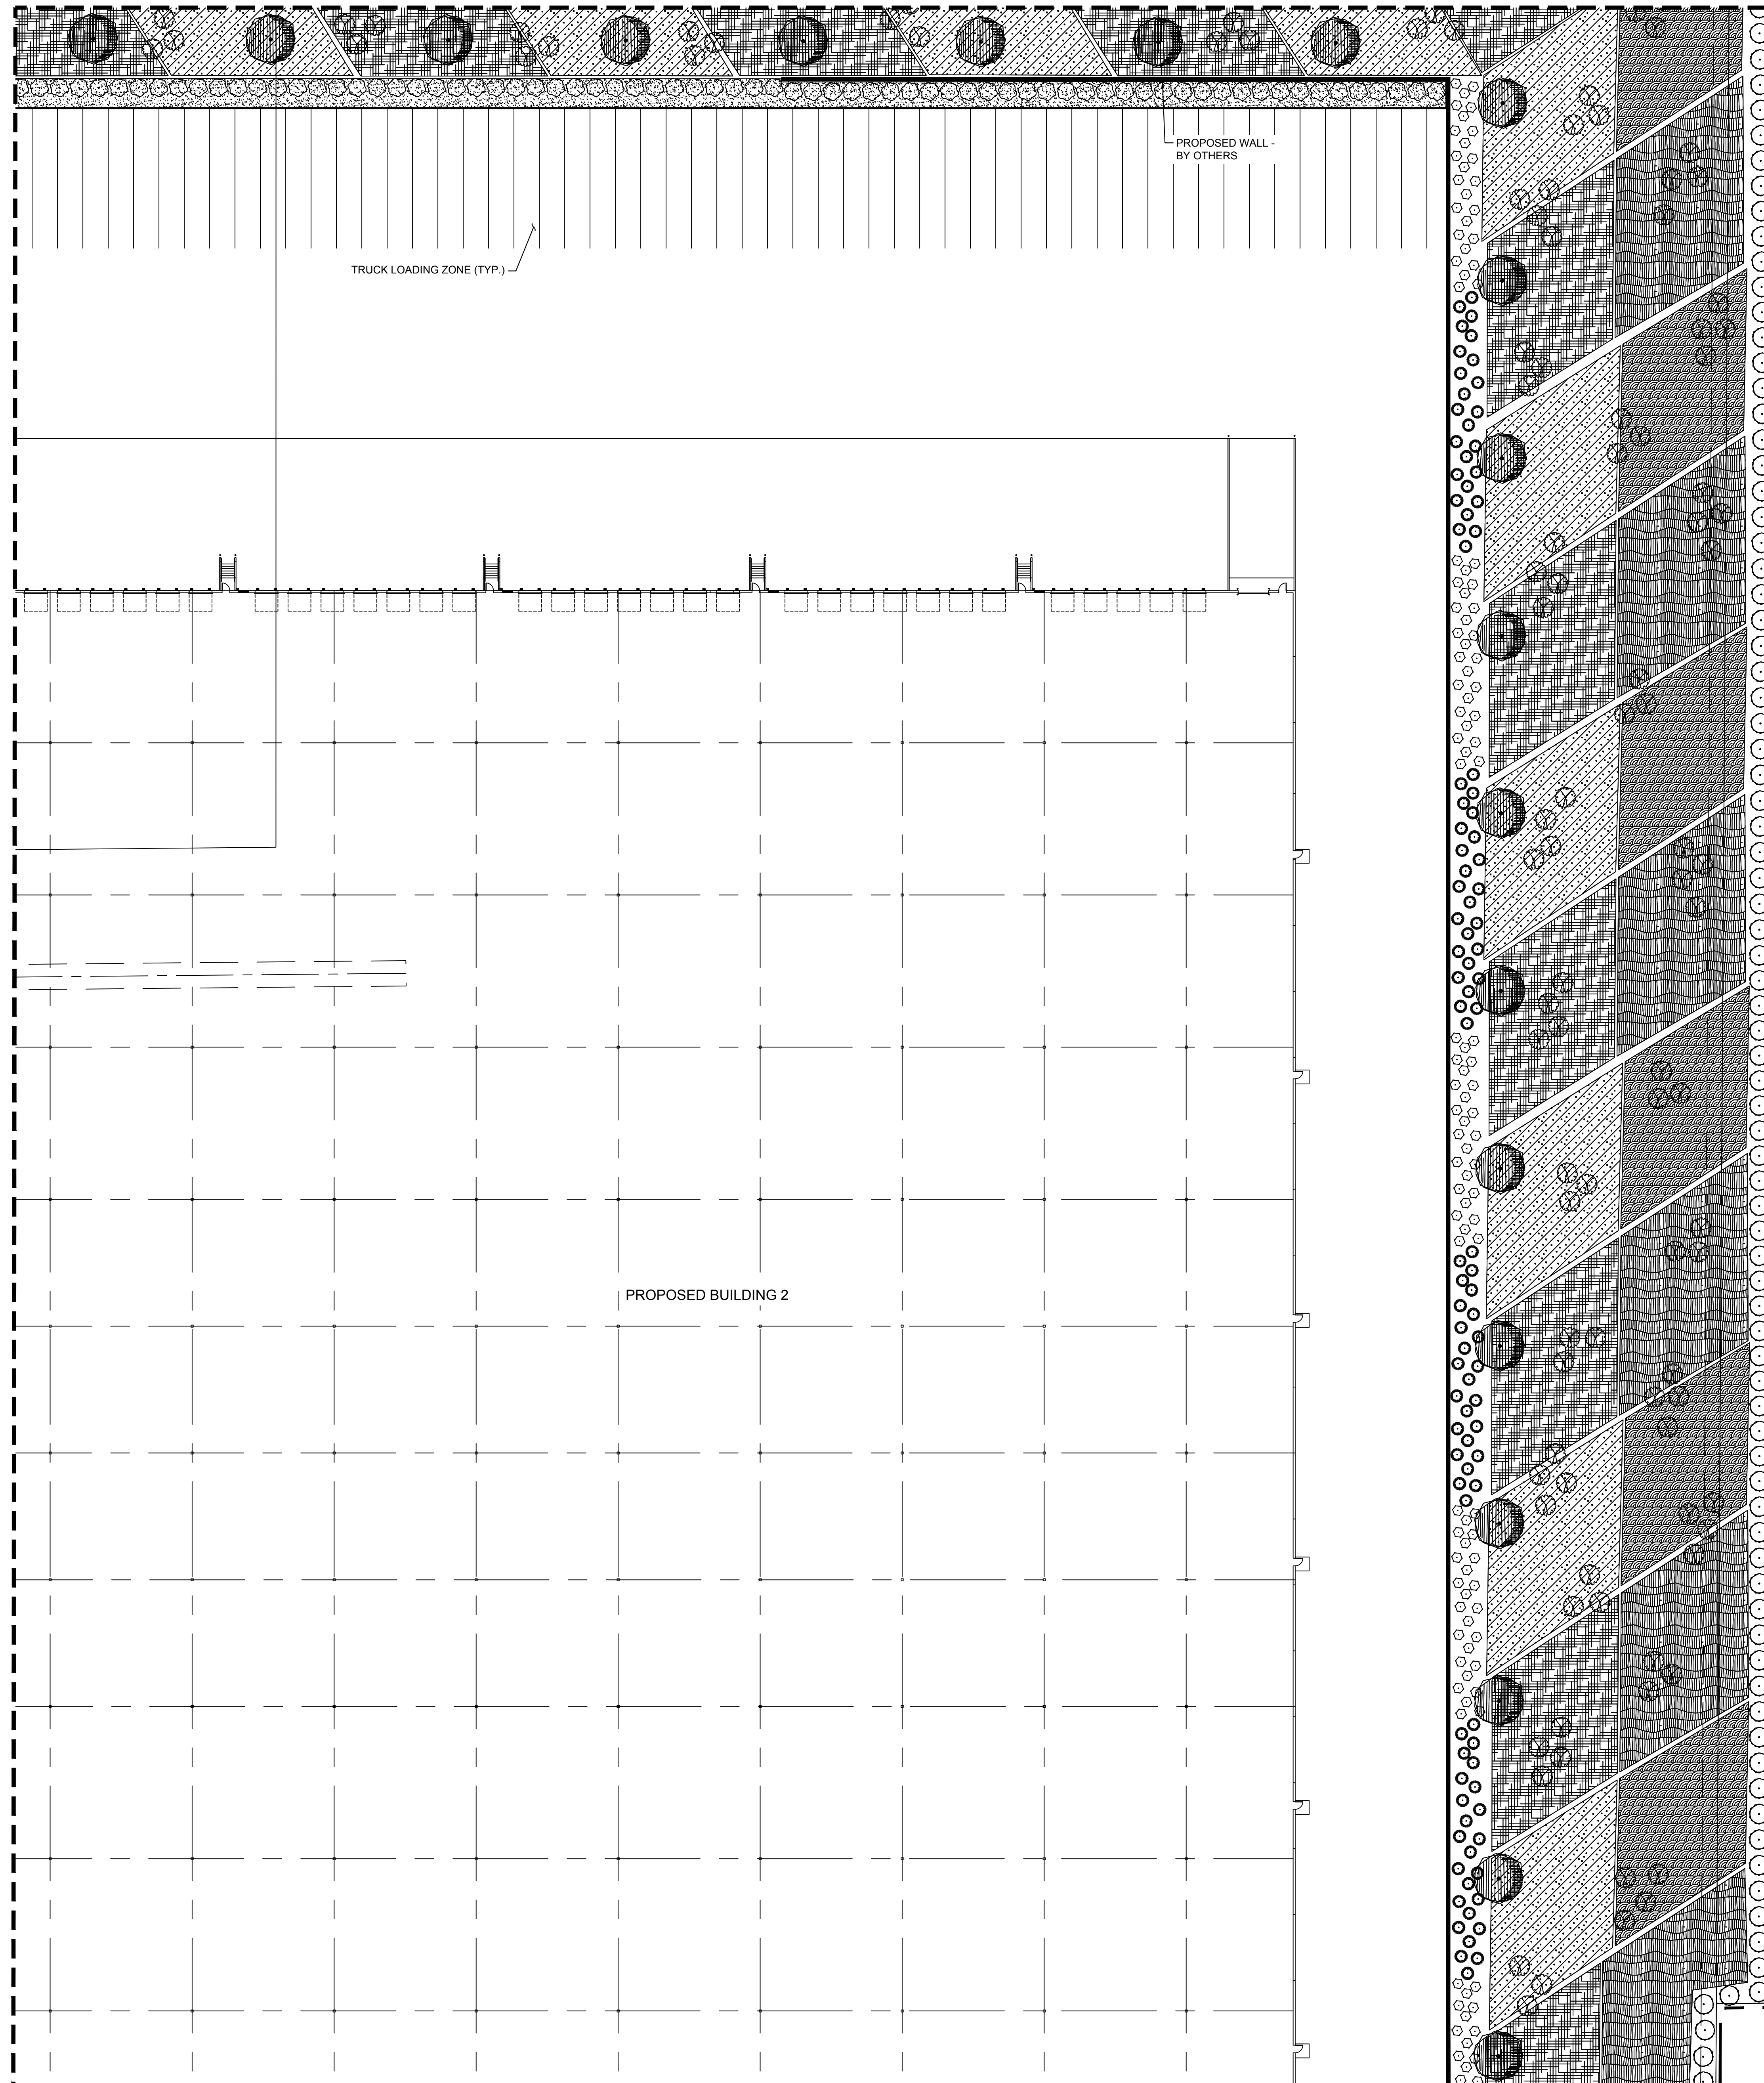 PROPOSED WALL -
BY OTHERS
TRUCK LOADING ZONE (TYP.)
PROPOSED BUILDING 2